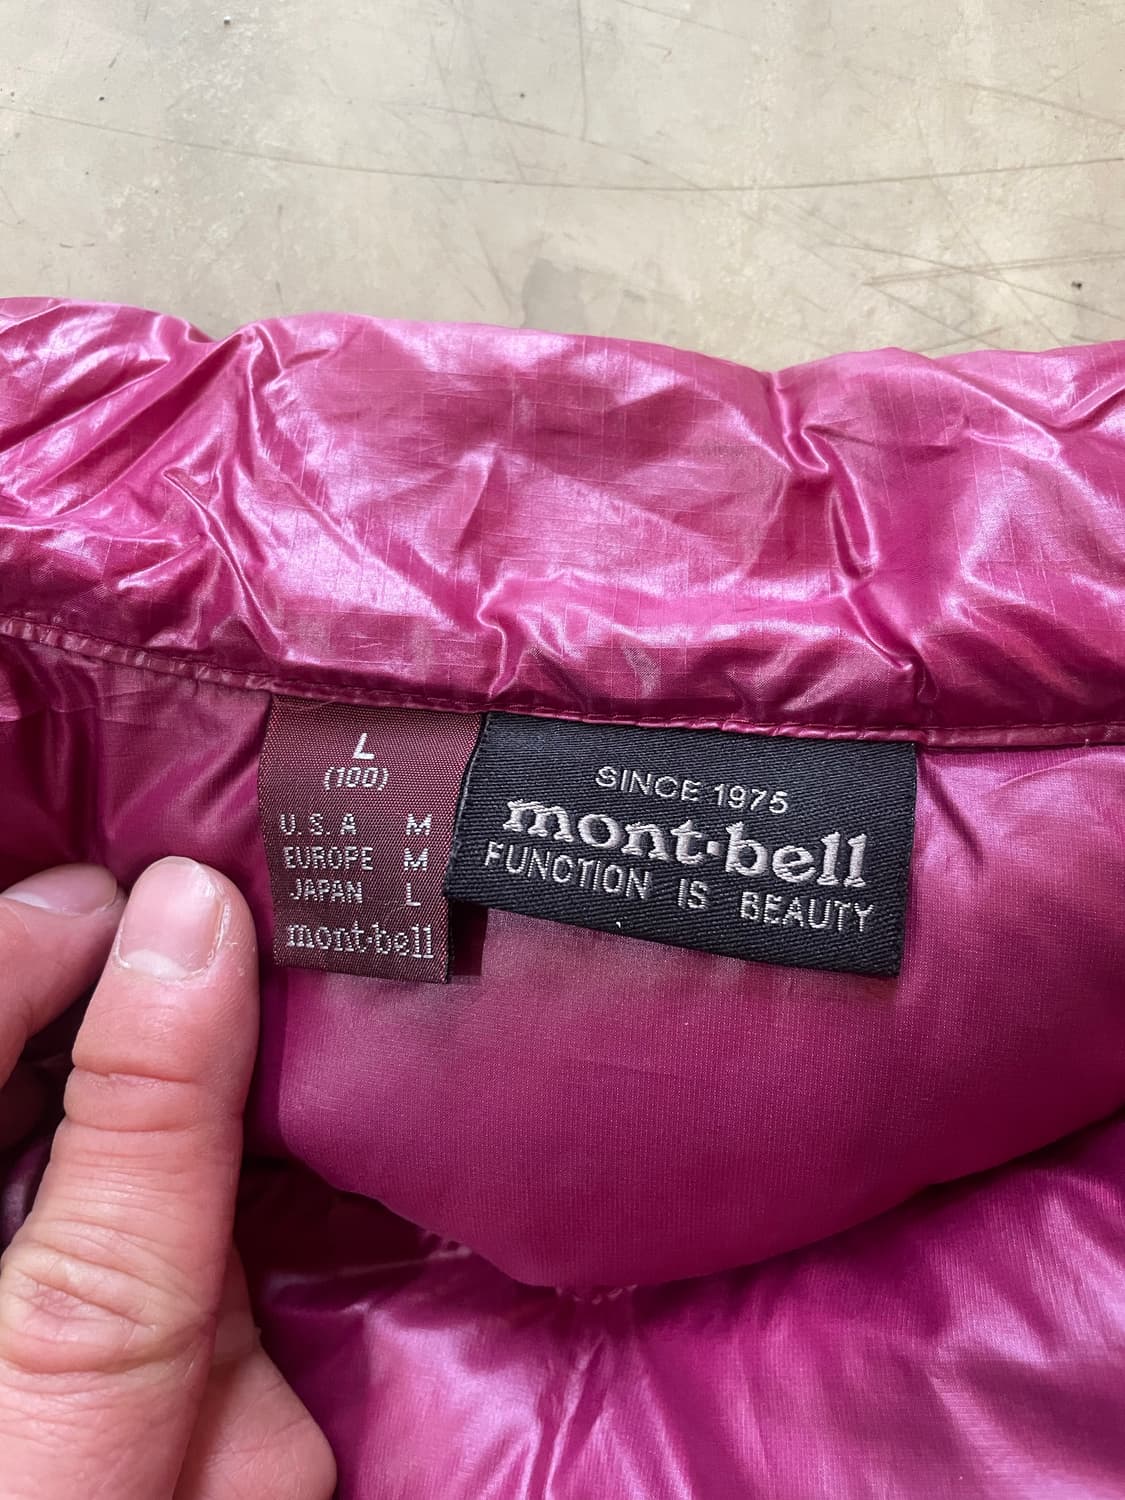 L
(100)
U.S.A M
EUROPE M
JAPAN L
mont-bell
SINCE 1975
mont-bell
FUNCTION IS BEAUTY